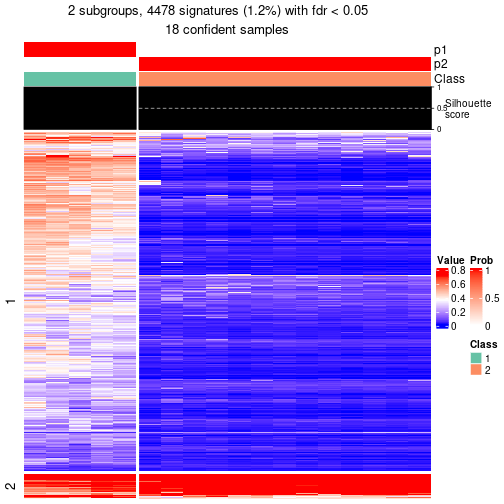 2 subgroups, 4478 signatures (1.2%) with fdr < 0.05
18 confident samples
p1
p2
Class
1
0.5
0
Silhouette
score
1
2
Value
0.8
0.6
0.4
0.2
0
Prob
1
0.5
0
Class
1
2